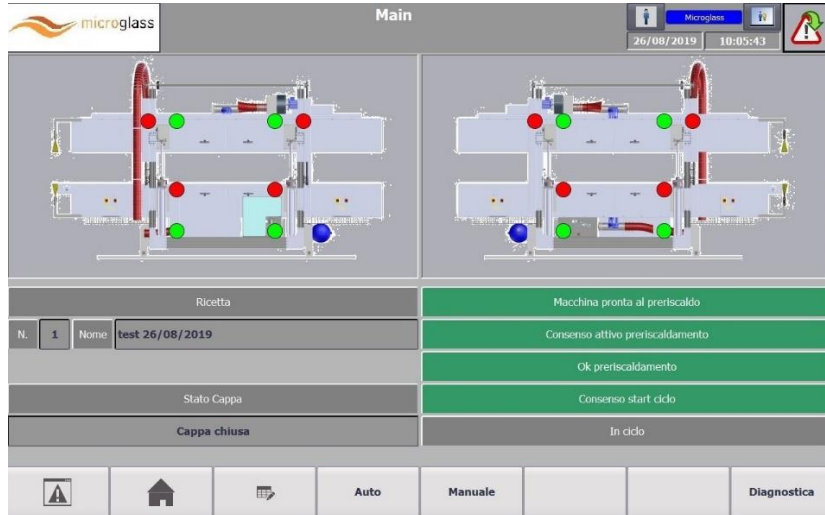 microglass
Main
Microglass
26/08/2019 10:05:43
Ricetta
N. 1 Nome test 26/08/2019
Stato Cappa
Cappa chiusa
Macchina pronta al preriscaldo
Consenso attivo preriscaldamento
Ok preriscaldamento
Consenso start ciclo
In ciclo
Auto Manuale Diagnostica